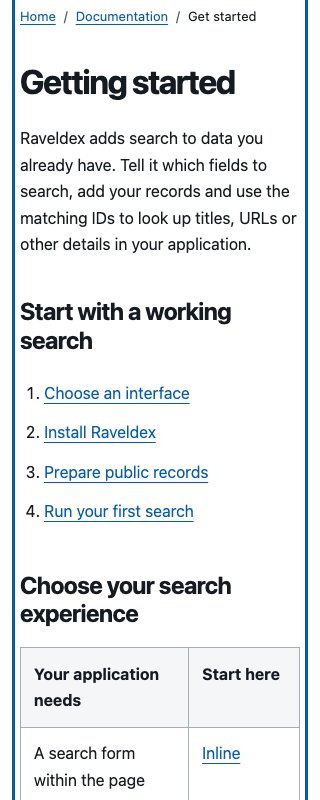 Home / Documentation / Get started
Getting started
Raveldex adds search to data you
already have. Tell it which fields to
search, add your records and use the
matching IDs to look up titles, URLs or
other details in your application.
Start with a working
search
1. Choose an interface
2. Install Raveldex
3. Prepare public records
4. Run your first search
Choose your search
experience
Your application needs
Start here
A search form
within the page
Inline